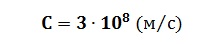 C = 3 · 10⁸ (м/с)